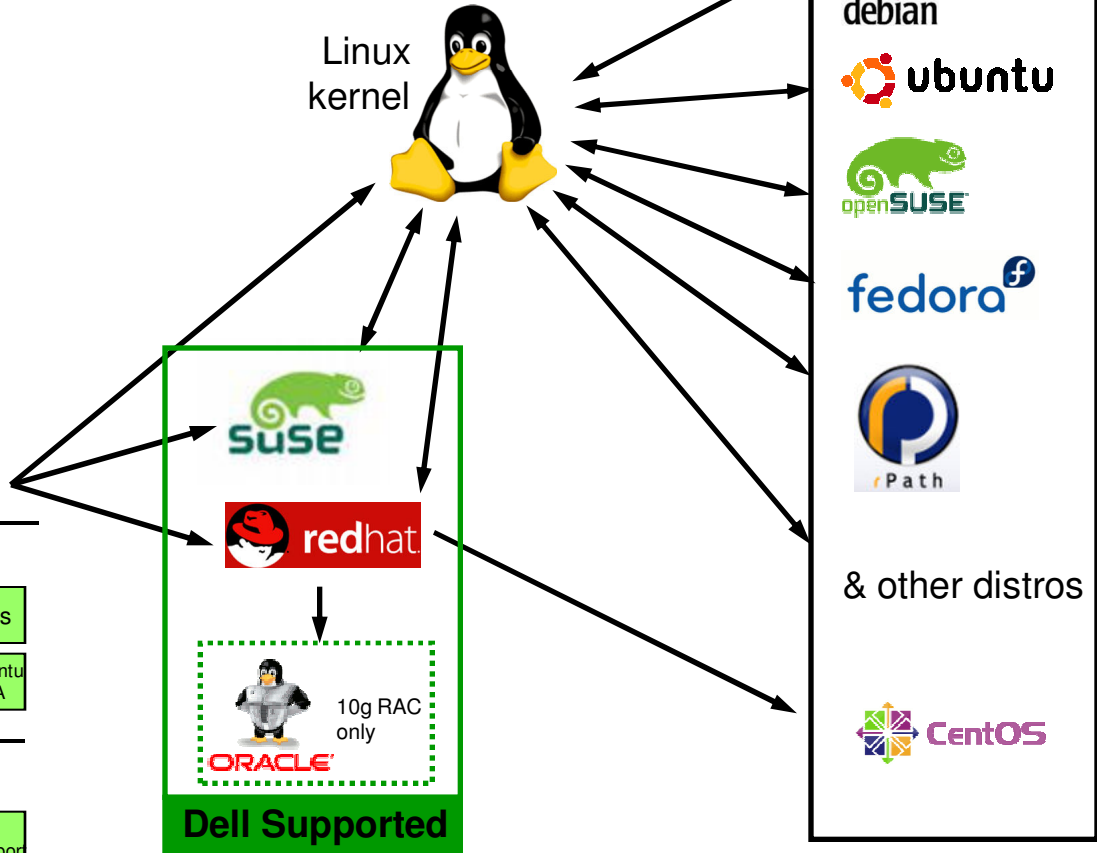 debian
Linux
kernel
ubuntu
openSUSE
fedora
suse
rPath
redhat.
& other distros
10g RAC
only
ORACLE
CentOS
Dell Supported